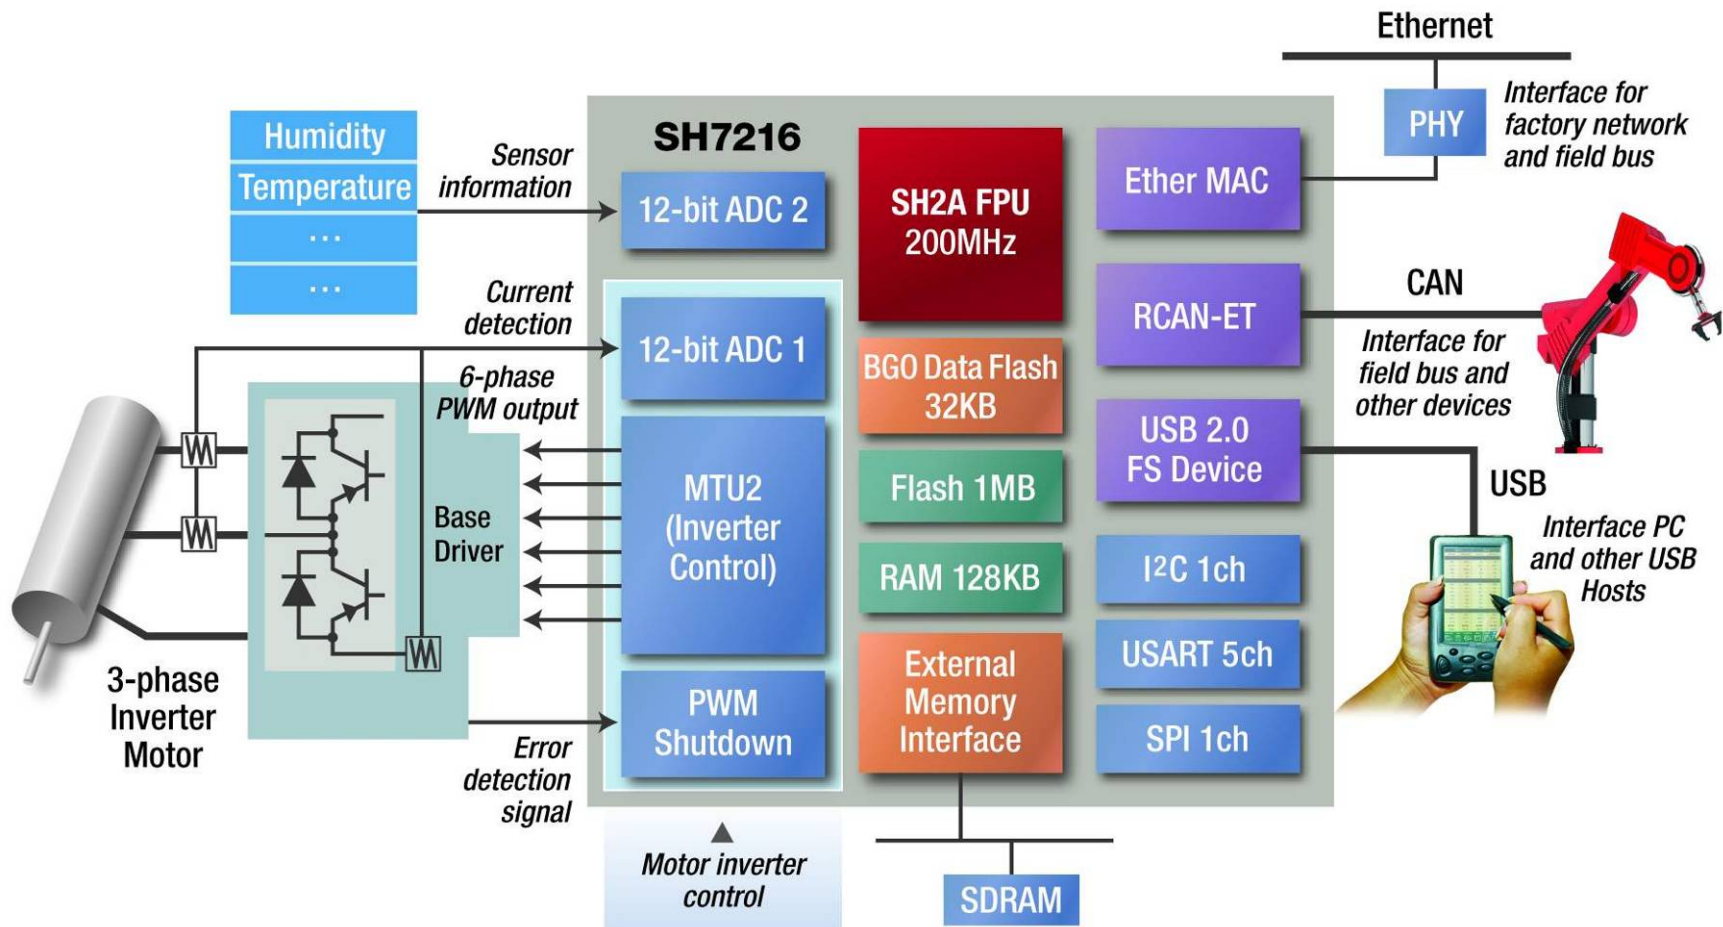 Ethernet
PHY
Interface for
factory network
and field bus
Humidity
Temperature
...
...
Sensor
information
SH7216
12-bit ADC 2
SH2A FPU
200MHz
Ether MAC
Current
detection
12-bit ADC 1
6-phase
PWM output
BGO Data Flash
32KB
RCAN-ET
CAN
Interface for
field bus and
other devices
Base
Driver
MTU2
(Inverter
Control)
Flash 1MB
RAM 128KB
USB 2.0
FS Device
USB
Interface PC
and other USB
Hosts
I²C 1ch
USART 5ch
SPI 1ch
3-phase
Inverter
Motor
Error
detection
signal
PWM
Shutdown
External
Memory
Interface
Motor inverter
control
SDRAM